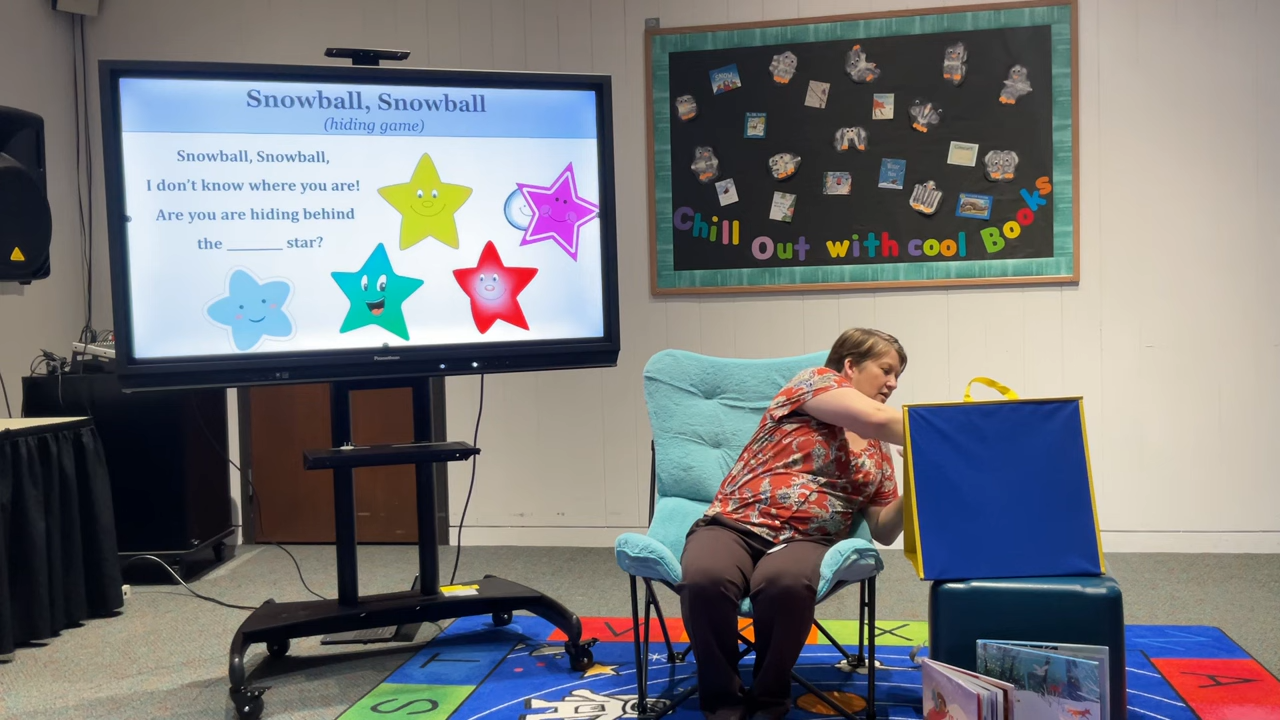 Snowball, Snowball
(hiding game)
Snowball, Snowball,
I don't know where you are!
Are you are hiding behind
the _______ star?
Chill Out with cool Books
Promethean
S
T
V
X
A